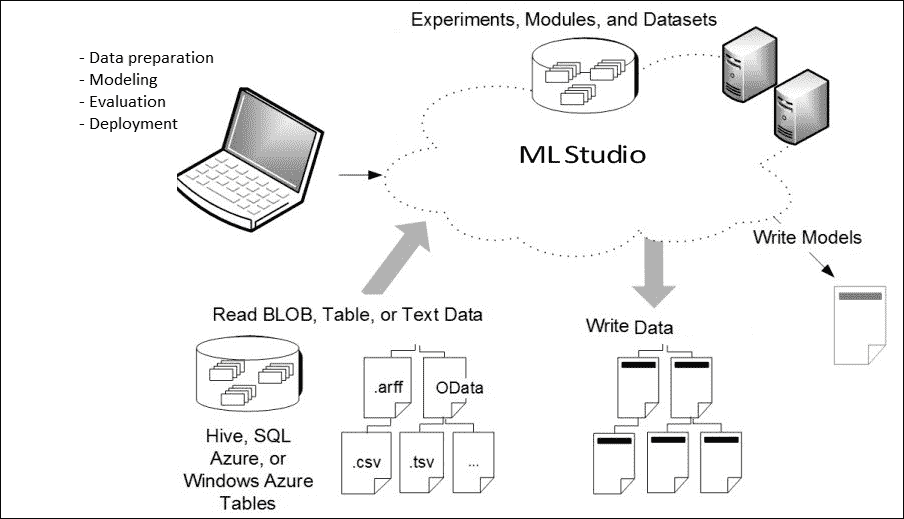 Experiments, Modules, and Datasets
- Data preparation
- Modeling
- Evaluation
- Deployment
ML Studio
Write Models
Read BLOB, Table, or Text Data
Write Data
.arff
OData
.csv
.tsv
...
Hive, SQL
Azure, or
Windows Azure
Tables